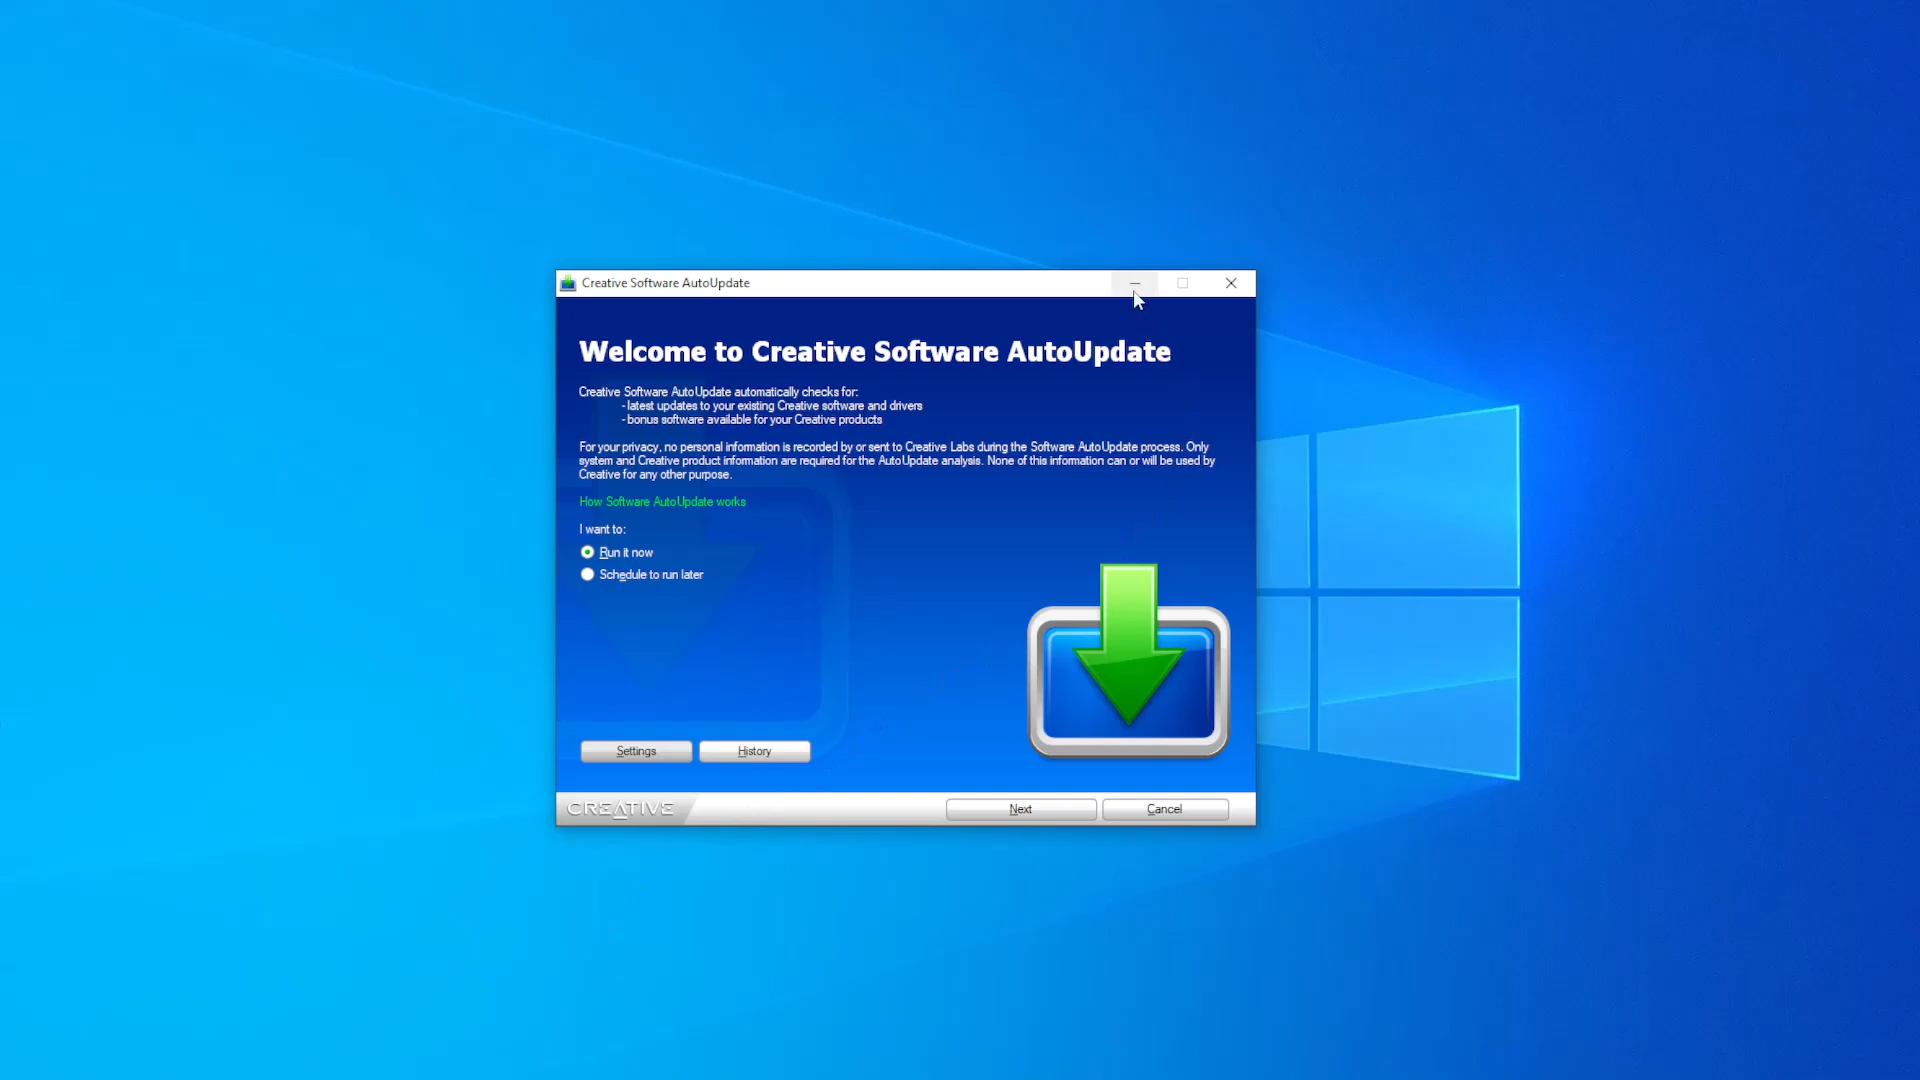 Creative Software AutoUpdate
Welcome to Creative Software AutoUpdate
Creative Software AutoUpdate automatically checks for:
- latest updates to your existing Creative software and drivers
- bonus software available for your Creative products
For your privacy, no personal information is recorded by or sent to Creative Labs during the Software AutoUpdate process. Only
system and Creative product information are required for the AutoUpdate analysis. None of this information can or will be used by
Creative for any other purpose.
How Software AutoUpdate works
I want to:
Run it now
Schedule to run later
Settings
History
CREATIVE
Next
Cancel